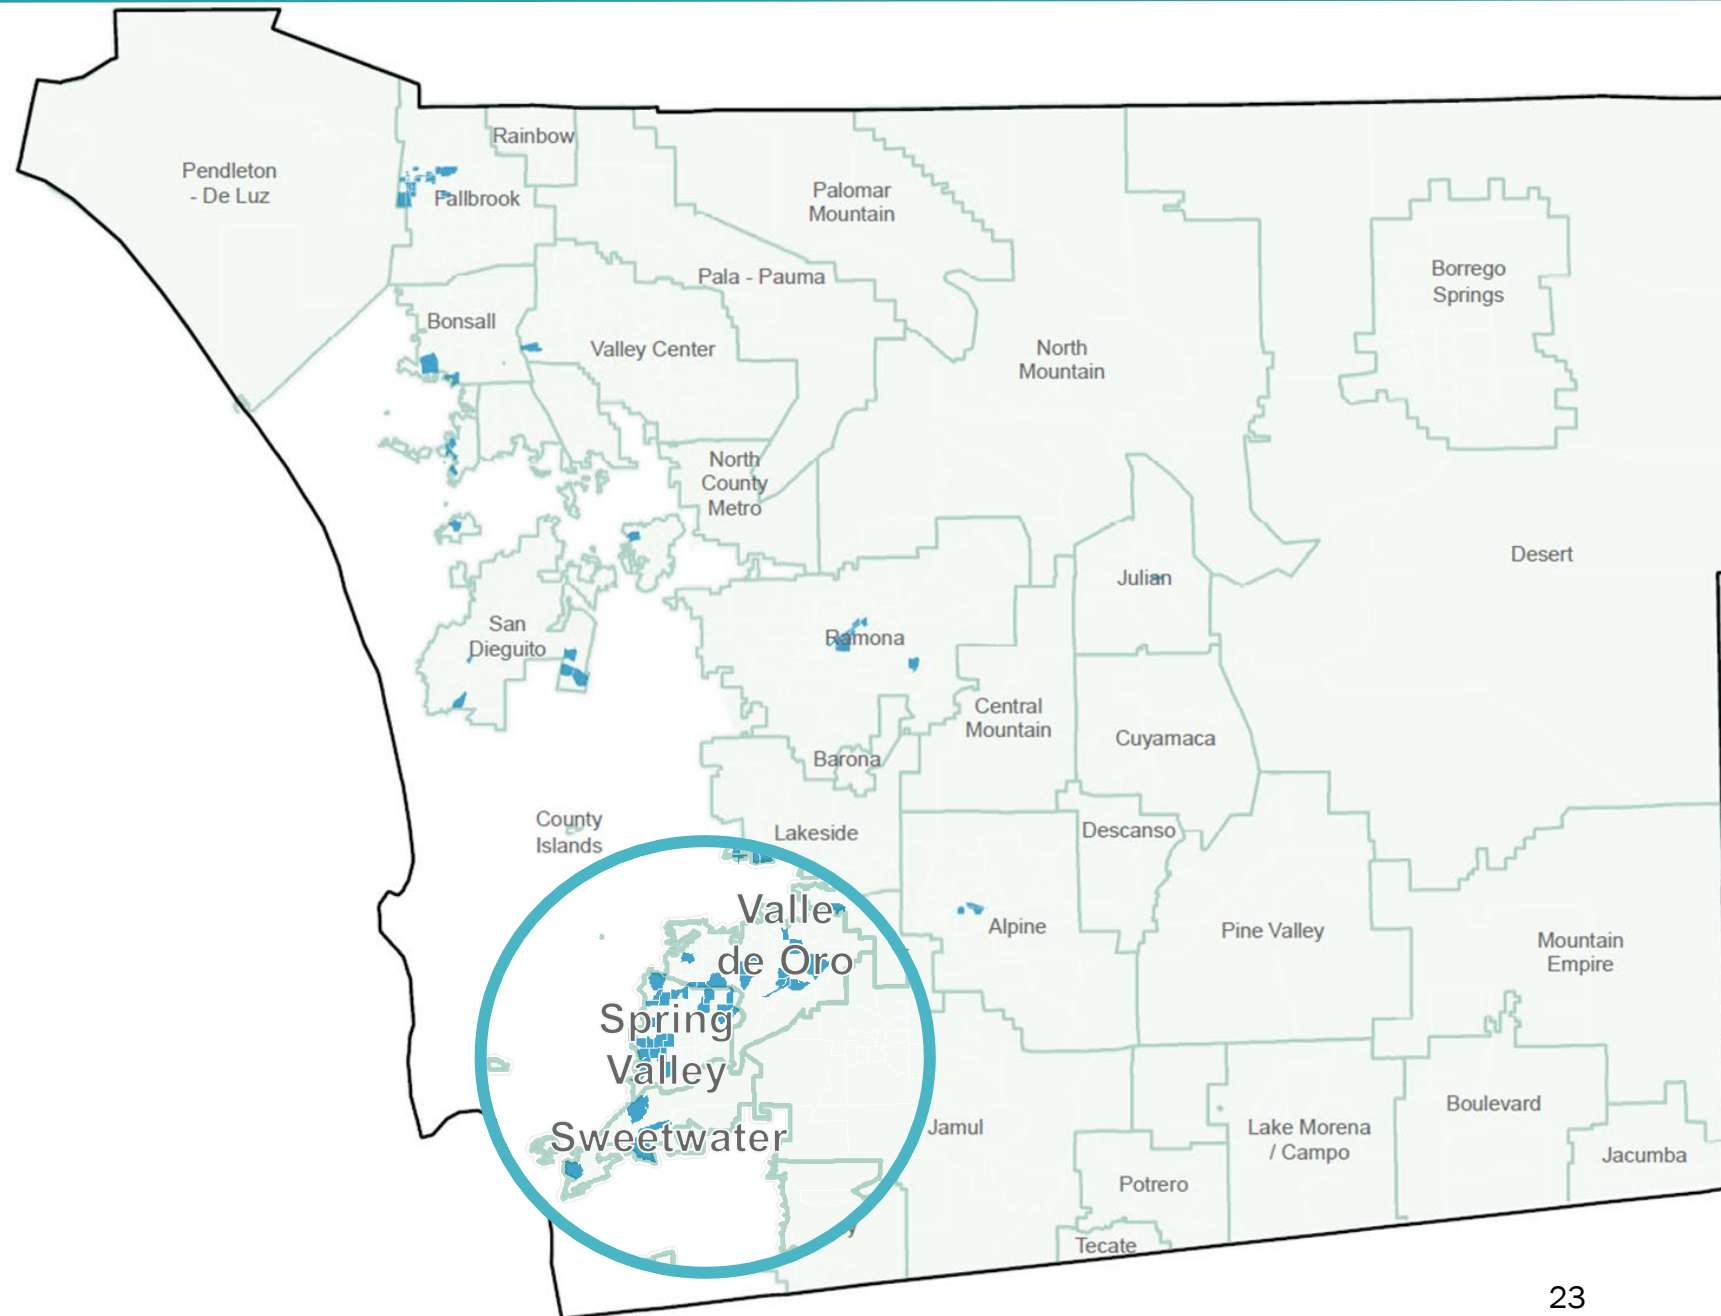 Rainbow
Pendleton
- De Luz
Fallbrook
Palomar
Mountain
Pala - Pauma
Borrego
Springs
Bonsall
Valley Center
North
Mountain
North
County
Metro
Desert
Julian
San
Dieguito
Ramona
Central
Mountain
Cuyamaca
Barona
County
Islands
Lakeside
Descanso
Valle
de Oro
Alpine
Pine Valley
Mountain
Empire
Spring
Valley
Sweetwater
Jamul
Lake Morena
/ Campo
Boulevard
Jacumba
Potrero
Tecate
23